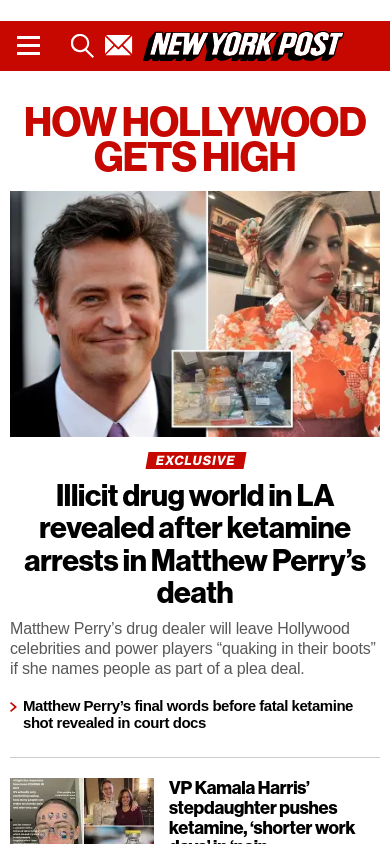 NEW YORK POST
HOW HOLLYWOOD
GETS HIGH
EXCLUSIVE
Illicit drug world in LA
revealed after ketamine
arrests in Matthew Perry’s
death
Matthew Perry’s drug dealer will leave Hollywood
celebrities and power players “quaking in their boots”
if she names people as part of a plea deal.
Matthew Perry’s final words before fatal ketamine
shot revealed in court docs
VP Kamala Harris’
stepdaughter pushes
ketamine, ‘shorter work